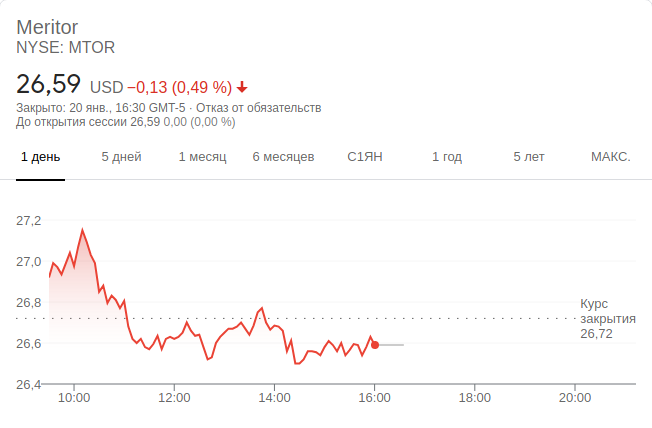 Meritor
NYSE: MTOR
26,59 USD −0,13 (0,49 %)
Закрыто: 20 янв., 16:30 GMT-5 · Отказ от обязательств
До открытия сессии 26,59 0,00 (0,00 %)
1 день 5 дней 1 месяц 6 месяцев С1ЯН 1 год 5 лет МАКС.
27,2
27,0
26,8
Курс
закрытия
26,72
26,6
26,4
10:00 12:00 14:00 16:00 18:00 20:00